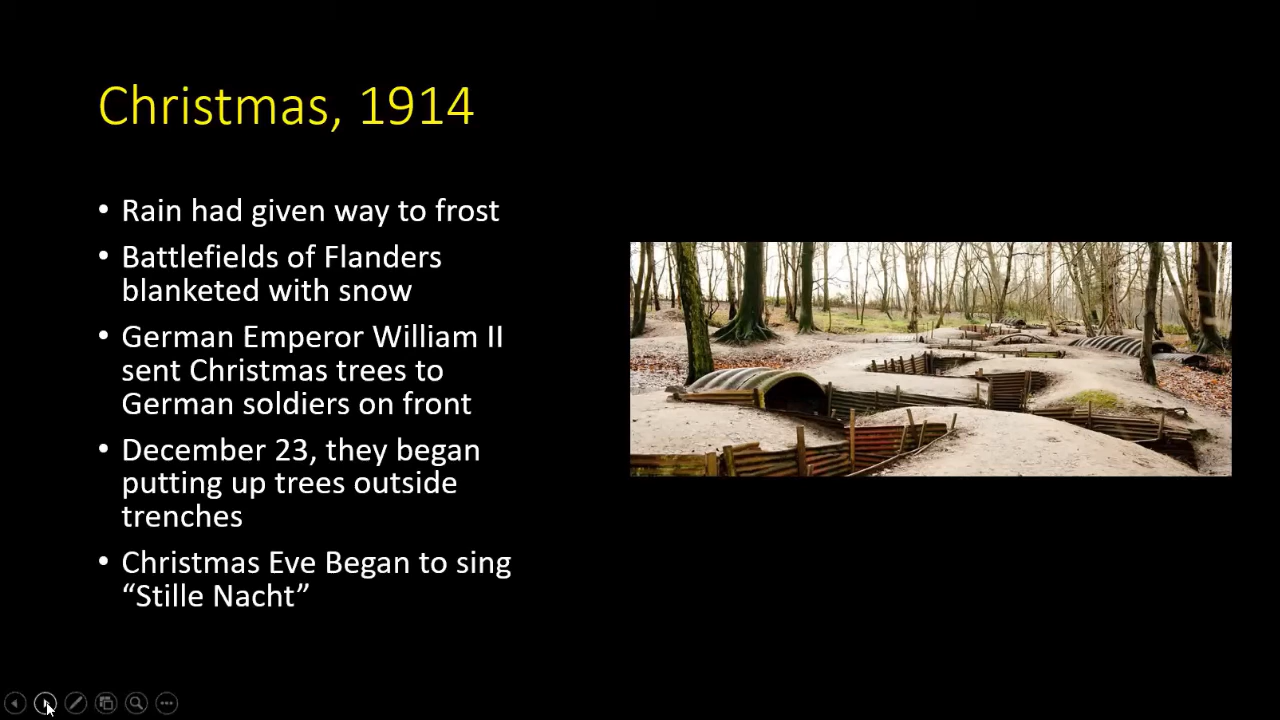 Christmas, 1914
• Rain had given way to frost
• Battlefields of Flanders
blanketed with snow
• German Emperor William II
sent Christmas trees to
German soldiers on front
• December 23, they began
putting up trees outside
trenches
• Christmas Eve Began to sing
“Stille Nacht”